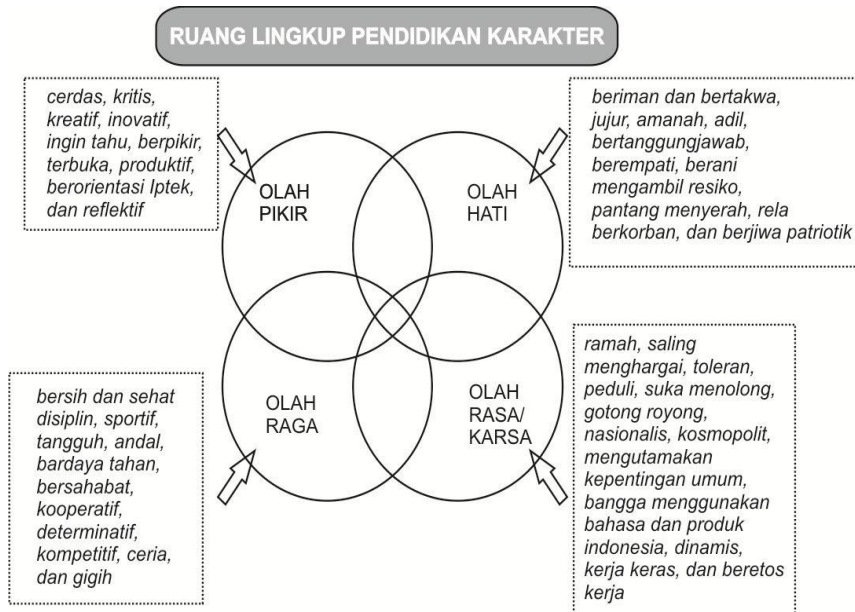 RUANG LINGKUP PENDIDIKAN KARAKTER
cerdas, kritis,
kreatif, inovatif,
ingin tahu, berpikir,
terbuka, produktif,
berorientasi Iptek,
dan reflektif
beriman dan bertakwa,
jujur, amanah, adil,
bertanggungjawab,
berempati, berani
mengambil resiko,
pantang menyerah, rela
berkorban, dan berjiwa patriotik
OLAH
PIKIR
OLAH
HATI
OLAH
RAGA
OLAH
RASA/
KARSA
bersih dan sehat
disiplin, sportif,
tangguh, andal,
bardaya tahan,
bersahabat,
kooperatif,
determinatif,
kompetitif, ceria,
dan gigih
ramah, saling
menghargai, toleran,
peduli, suka menolong,
gotong royong,
nasionalis, kosmopolit,
mengutamakan
kepentingan umum,
bangga menggunakan
bahasa dan produk
indonesia, dinamis,
kerja keras, dan beretos
kerja